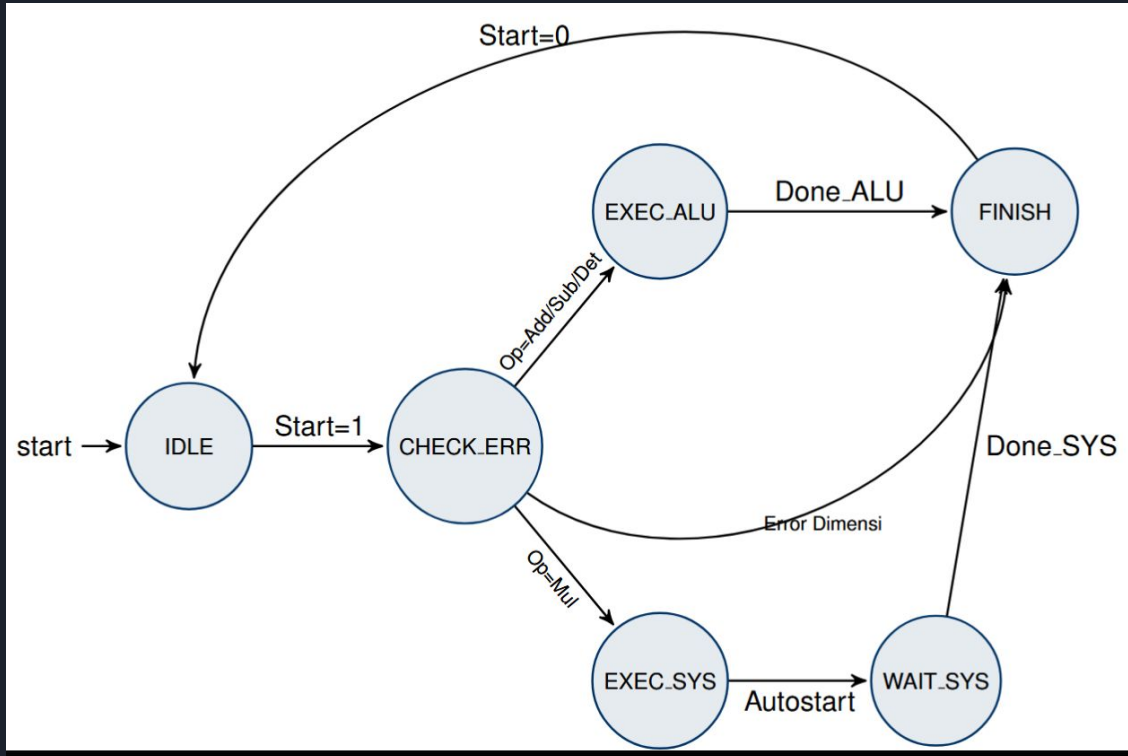 Start=0
EXEC_ALU
Done_ALU
FINISH
Op=Add/Sub/Det
start
IDLE
Start=1
CHECK_ERR
Done_SYS
Error Dimensi
Op=Mul
EXEC_SYS
Autostart
WAIT_SYS